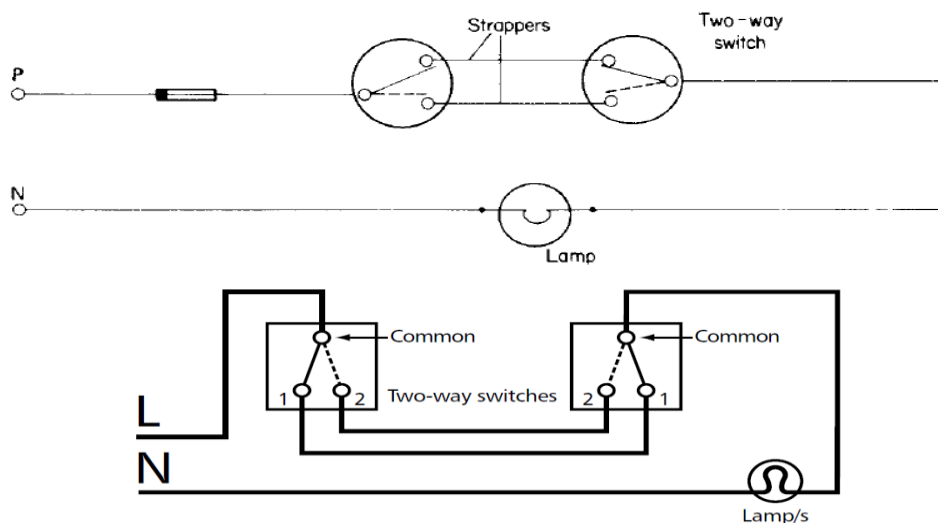 Strappers
Two-way
switch
P
N
Lamp
Common
Common
1
2
Two-way switches
2
1
L
N
Lamp/s